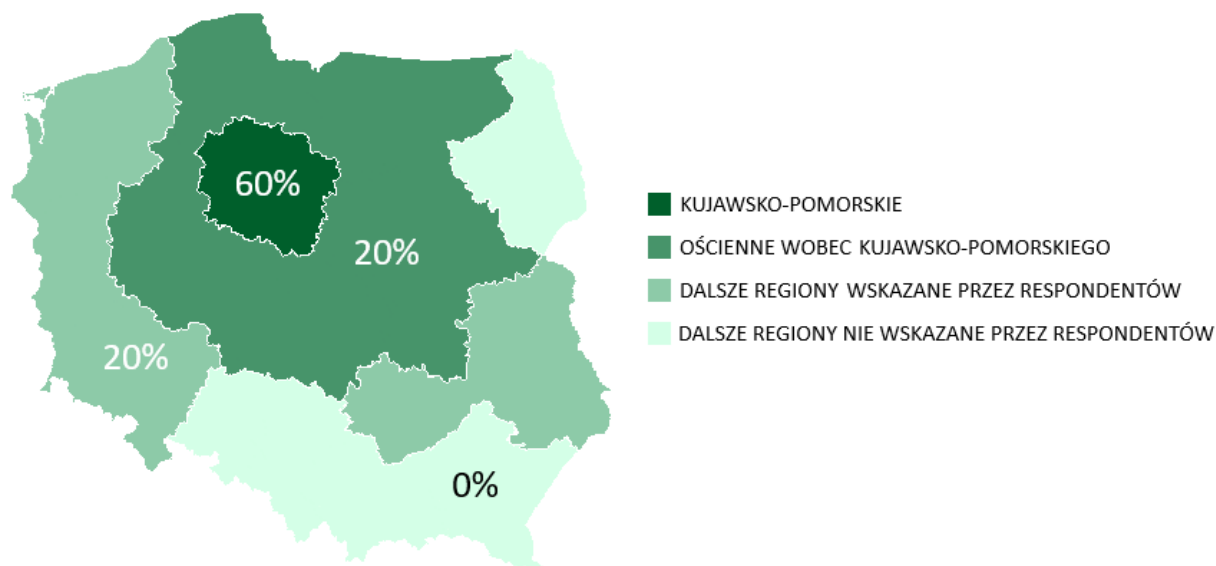 60%
20%
20%
0%
KUJAWSKO-POMORSKIE
OŚCIENNE WOBEC KUJAWSKO-POMORSKIEGO
DALSZE REGIONY WSKAZANE PRZEZ RESPONDENTÓW
DALSZE REGIONY NIE WSKAZANE PRZEZ RESPONDENTÓW